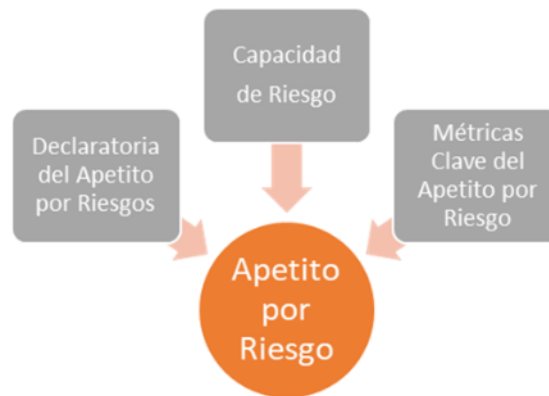 Capacidad
de Riesgo
Declaratoria
del Apetito
por Riesgos
Métricas
Clave del
Apetito por
Riesgo
Apetito
por
Riesgo